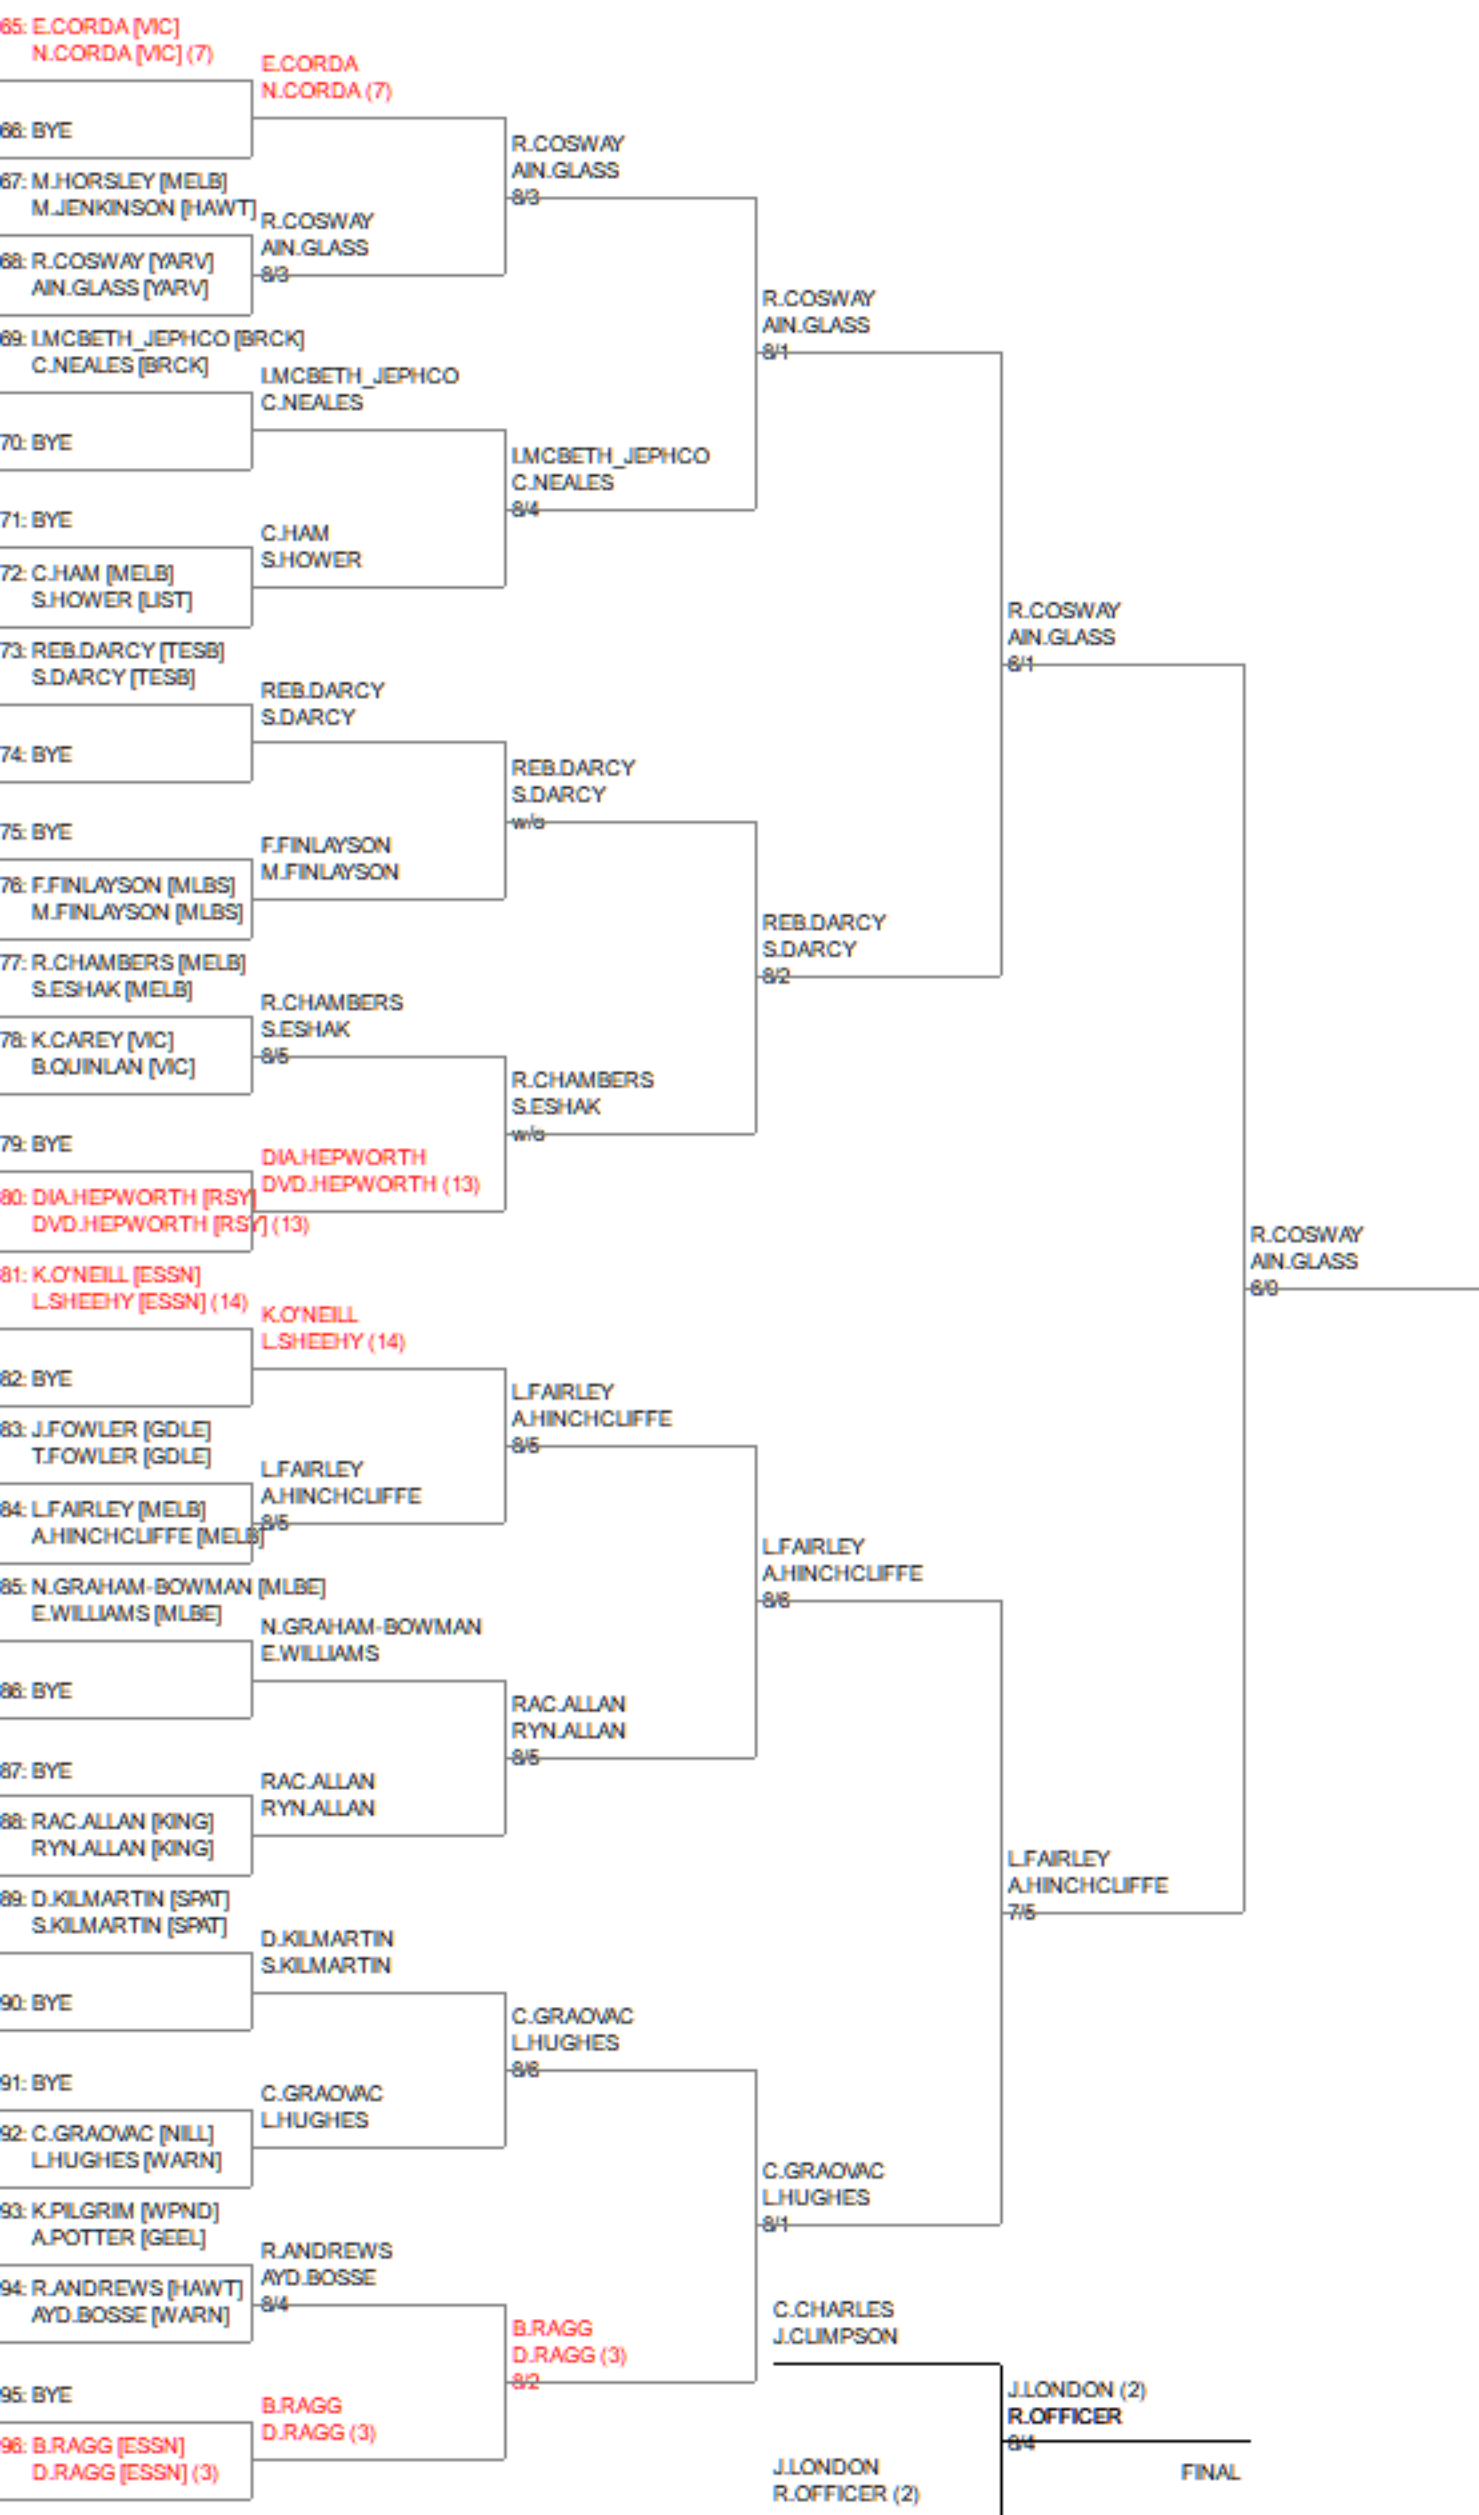 65: E.CORDA [VIC]
N.CORDA [VIC] (7)
66: BYE
67: M.HORSLEY [MELB]
M.JENKINSON [HAWT]
68: R.COSWAY [YARV]
AIN.GLASS [YARV]
69: I.MCBETH_JEPHCO [BRCK]
C.NEALES [BRCK]
70: BYE
71: BYE
72: C.HAM [MELB]
S.HOWER [LIST]
73: REB.DARCY [TESB]
S.DARCY [TESB]
74: BYE
75: BYE
76: F.FINLAYSON [MLBS]
M.FINLAYSON [MLBS]
77: R.CHAMBERS [MELB]
S.ESHAK [MELB]
78: K.CAREY [VIC]
B.QUINLAN [VIC]
79: BYE
80: DIA.HEPWORTH [RSY]
DVD.HEPWORTH [RSY] (13)
81: K.O'NEILL [ESSN]
L.SHEEHY [ESSN] (14)
82: BYE
83: J.FOWLER [GDLE]
T.FOWLER [GDLE]
84: L.FAIRLEY [MELB]
A.HINCHCLIFFE [MELB]
85: N.GRAHAM-BOWMAN [MLBE]
E.WILLIAMS [MLBE]
86: BYE
87: BYE
88: RAC.ALLAN [KING]
RYN.ALLAN [KING]
89: D.KILMARTIN [SPAT]
S.KILMARTIN [SPAT]
90: BYE
91: BYE
92: C.GRAOVAC [NILL]
L.HUGHES [WARN]
93: K.PILGRIM [WPND]
A.POTTER [GEEL]
94: R.ANDREWS [HAWT]
AYD.BOSSE [WARN]
95: BYE
96: B.RAGG [ESSN]
D.RAGG [ESSN] (3)
E.CORDA
N.CORDA (7)
R.COSWAY
AIN.GLASS
8/3
I.MCBETH_JEPHCO
C.NEALES
C.HAM
S.HOWER
REB.DARCY
S.DARCY
F.FINLAYSON
M.FINLAYSON
R.CHAMBERS
S.ESHAK
8/5
DIA.HEPWORTH
DVD.HEPWORTH (13)
K.O'NEILL
L.SHEEHY (14)
L.FAIRLEY
A.HINCHCLIFFE
8/5
N.GRAHAM-BOWMAN
E.WILLIAMS
RAC.ALLAN
RYN.ALLAN
D.KILMARTIN
S.KILMARTIN
C.GRAOVAC
L.HUGHES
R.ANDREWS
AYD.BOSSE
8/4
B.RAGG
D.RAGG (3)
R.COSWAY
AIN.GLASS
8/3
I.MCBETH_JEPHCO
C.NEALES
8/4
REB.DARCY
S.DARCY
w/o
R.CHAMBERS
S.ESHAK
w/o
L.FAIRLEY
A.HINCHCLIFFE
8/5
RAC.ALLAN
RYN.ALLAN
8/5
C.GRAOVAC
L.HUGHES
8/6
B.RAGG
D.RAGG (3)
8/2
R.COSWAY
AIN.GLASS
8/1
REB.DARCY
S.DARCY
8/2
L.FAIRLEY
A.HINCHCLIFFE
8/6
C.GRAOVAC
L.HUGHES
8/1
R.COSWAY
AIN.GLASS
6/1
L.FAIRLEY
A.HINCHCLIFFE
7/5
R.COSWAY
AIN.GLASS
6/0
C.CHARLES
J.CLIMPSON
J.LONDON
R.OFFICER (2)
J.LONDON (2)
R.OFFICER
8/4
FINAL